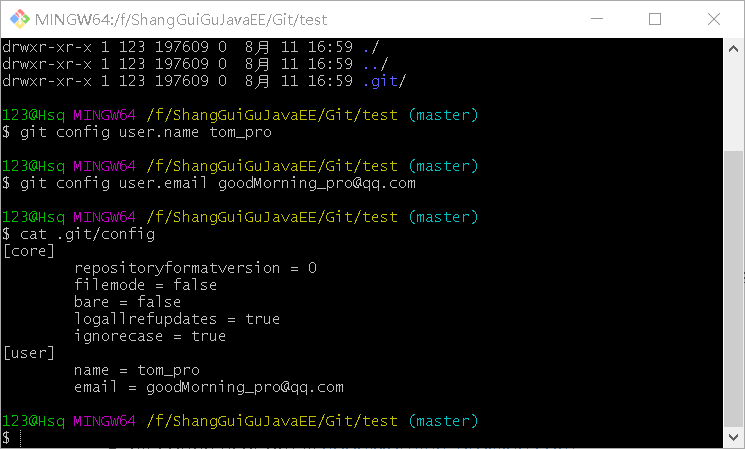 MINGW64:/f/ShangGuiGuJavaEE/Git/test
drwxr-xr-x 1 123 197609 0  8月 11 16:59 ./
drwxr-xr-x 1 123 197609 0  8月 11 16:59 ../
drwxr-xr-x 1 123 197609 0  8月 11 16:59 .git/
123@Hsq MINGW64 /f/ShangGuiGuJavaEE/Git/test (master)
$ git config user.name tom_pro
123@Hsq MINGW64 /f/ShangGuiGuJavaEE/Git/test (master)
$ git config user.email goodMorning_pro@qq.com
123@Hsq MINGW64 /f/ShangGuiGuJavaEE/Git/test (master)
$ cat .git/config
[core]
        repositoryformatversion = 0
        filemode = false
        bare = false
        logallrefupdates = true
        ignorecase = true
[user]
        name = tom_pro
        email = goodMorning_pro@qq.com
123@Hsq MINGW64 /f/ShangGuiGuJavaEE/Git/test (master)
$